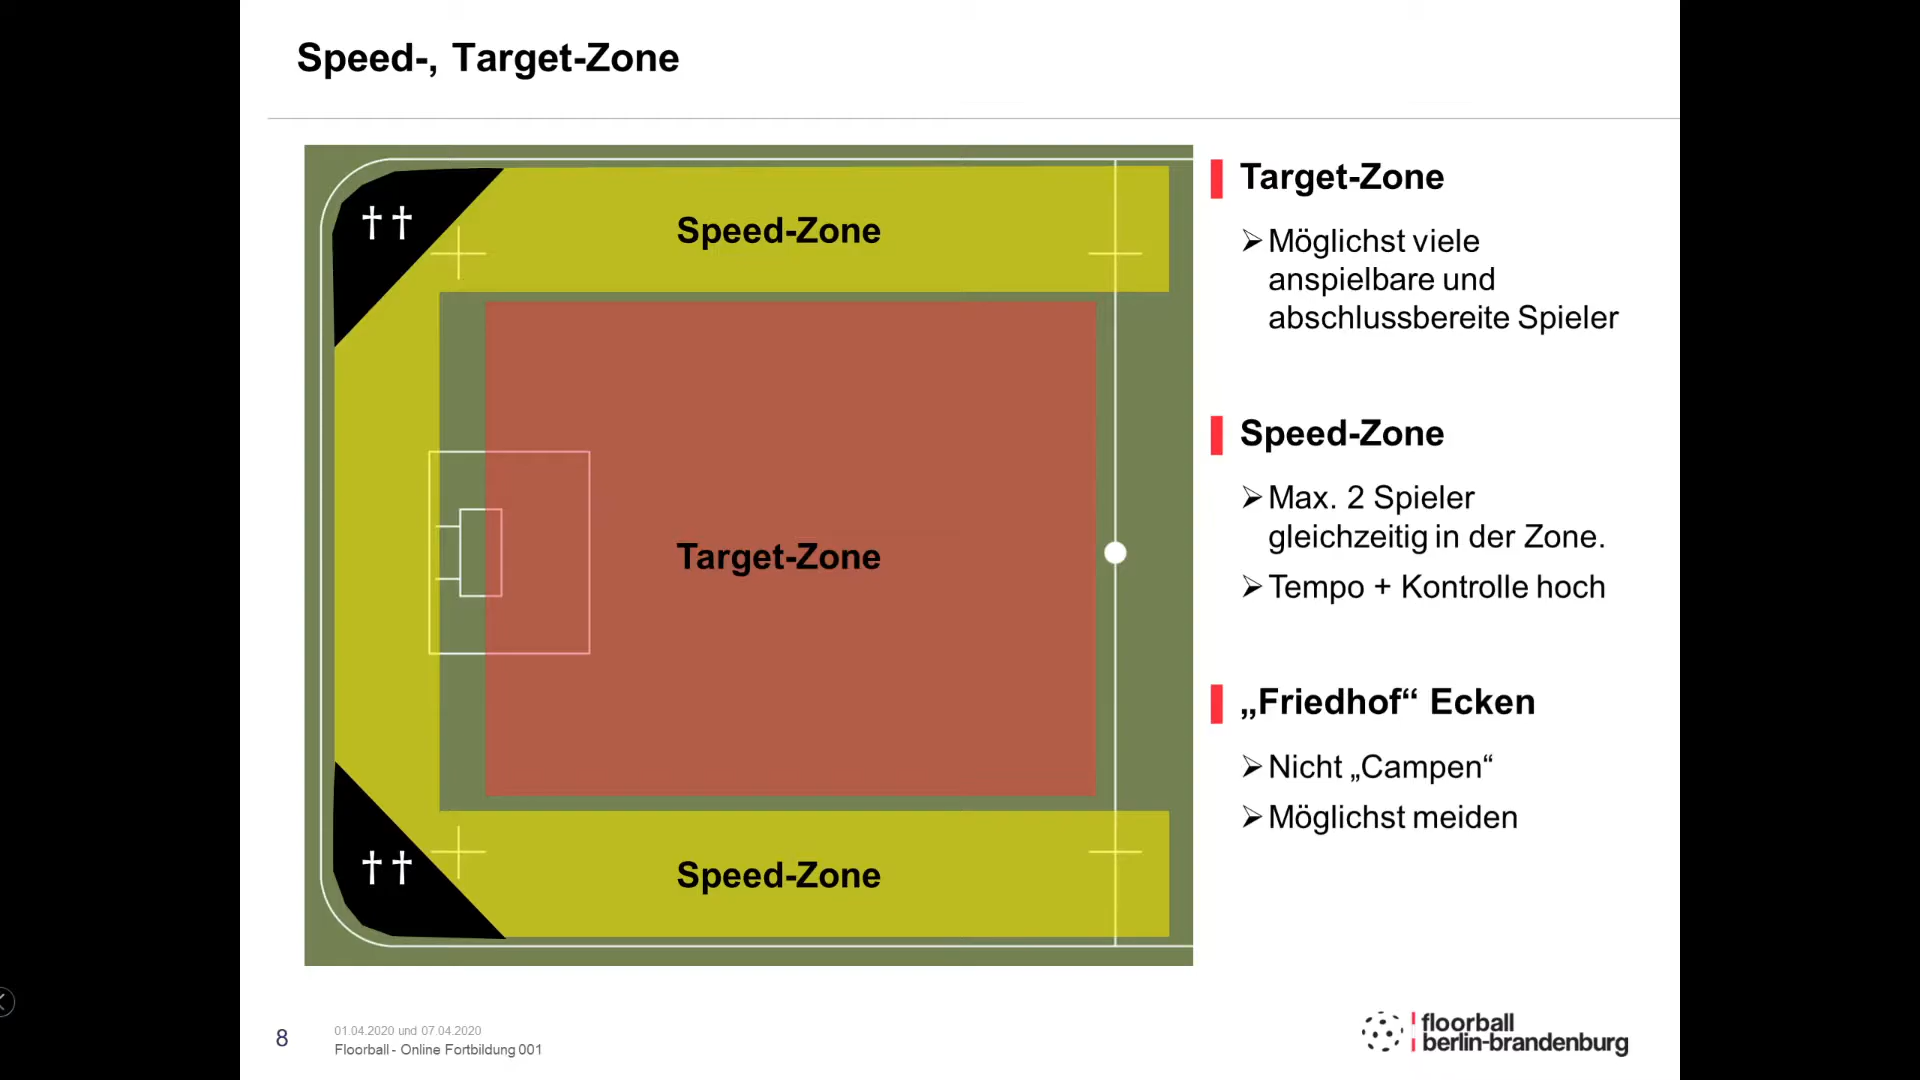 Speed-, Target-Zone
††
Speed-Zone
Target-Zone
††
Speed-Zone
Target-Zone
Möglichst viele
anspielbare und
abschlussbereite Spieler
Speed-Zone
Max. 2 Spieler
gleichzeitig in der Zone.
Tempo + Kontrolle hoch
„Friedhof“ Ecken
Nicht „Campen“
Möglichst meiden
8
01.04.2020 und 07.04.2020
Floorball - Online Fortbildung 001
floorball
berlin-brandenburg